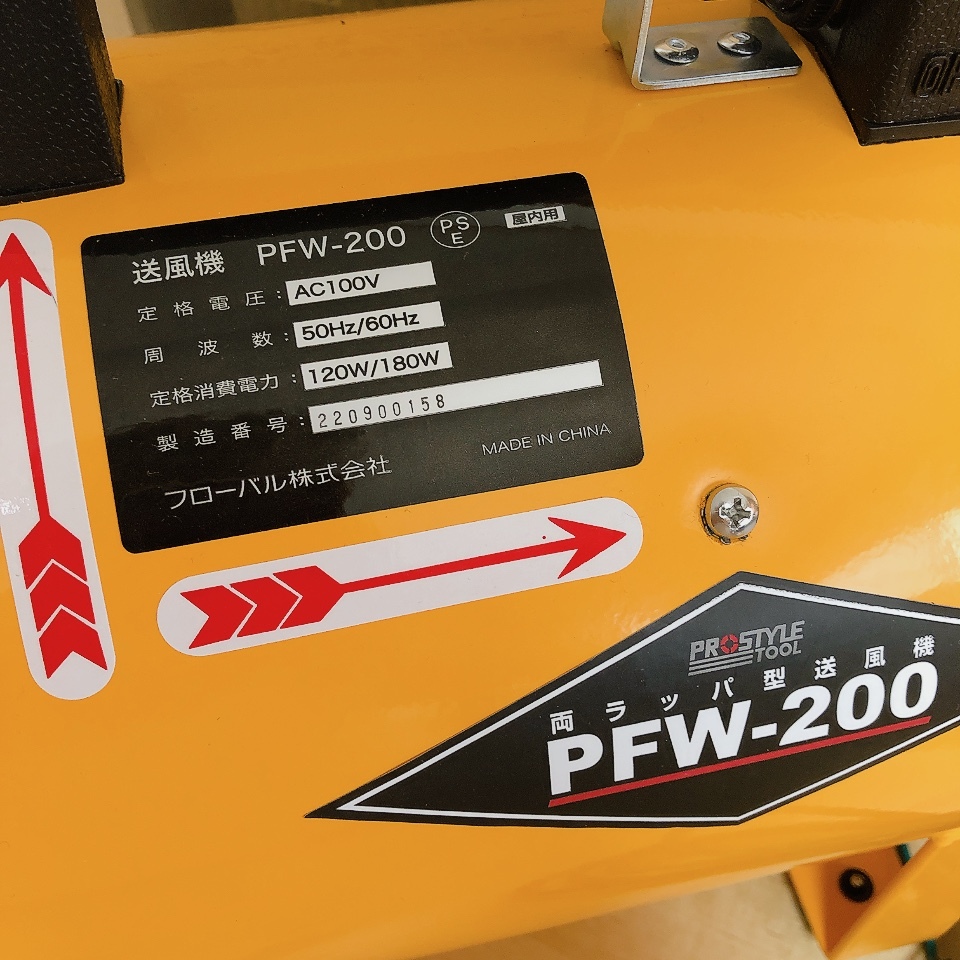 送風機 PFW-200 PSE 屋内用
定格電圧：AC100V
周波数：50Hz/60Hz
定格消費電力：120W/180W
製造番号：220900158
MADE IN CHINA
フローバル株式会社
PROSTYLE
TOOL
両ラッパ型送風機
PFW-200